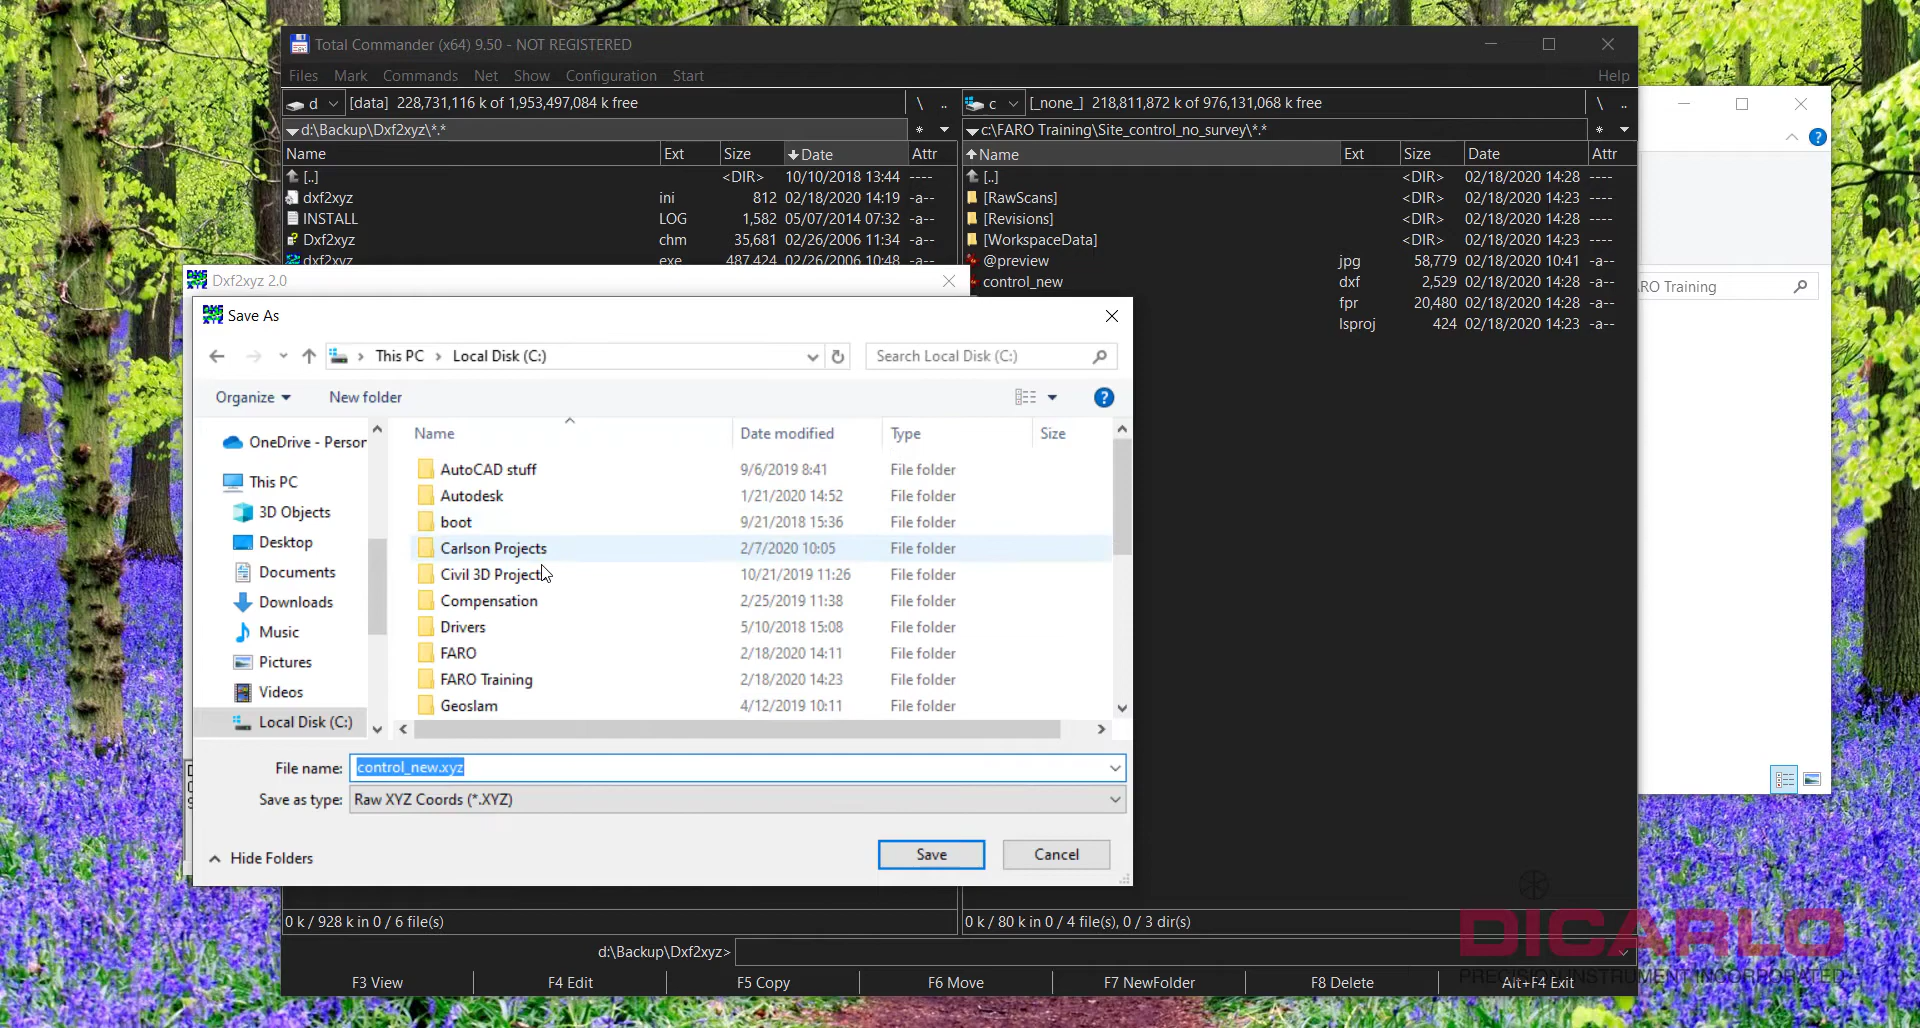 Total Commander (x64) 9.50 - NOT REGISTERED
Files Mark Commands Net Show Configuration Start Help
d [data] 228,731,116 k of 1,953,497,084 k free \ ..
c [_none_] 218,811,872 k of 976,131,068 k free \ ..
d:\Backup\Dxf2xyz\*.* *
c:\FARO Training\Site_control_no_survey\*.* *
Name Ext Size Date Attr
[..] <DIR> 10/10/2018 13:44 ----
dxf2xyz ini 812 02/18/2020 14:19 -a--
INSTALL LOG 1,582 05/07/2014 07:32 -a--
Dxf2xyz chm 35,681 02/26/2006 11:34 -a--
dxf2xyz exe 487,424 02/26/2006 10:48 -a--
Name Ext Size Date Attr
[..] <DIR> 02/18/2020 14:28 ----
[RawScans] <DIR> 02/18/2020 14:23 ----
[Revisions] <DIR> 02/18/2020 14:28 ----
[WorkspaceData] <DIR> 02/18/2020 14:23 ----
@preview jpg 58,779 02/18/2020 10:41 -a--
control_new dxf 2,529 02/18/2020 14:28 -a--
fpr 20,480 02/18/2020 14:28 -a--
lsproj 424 02/18/2020 14:23 -a--
RO Training
Dxf2xyz 2.0
Save As
This PC › Local Disk (C:)
Search Local Disk (C:)
Organize New folder
OneDrive - Person
This PC
3D Objects
Desktop
Documents
Downloads
Music
Pictures
Videos
Local Disk (C:)
Name Date modified Type Size
AutoCAD stuff 9/6/2019 8:41 File folder
Autodesk 1/21/2020 14:52 File folder
boot 9/21/2018 15:36 File folder
Carlson Projects 2/7/2020 10:05 File folder
Civil 3D Projects 10/21/2019 11:26 File folder
Compensation 2/25/2019 11:38 File folder
Drivers 5/10/2018 15:08 File folder
FARO 2/18/2020 14:11 File folder
FARO Training 2/18/2020 14:23 File folder
Geoslam 4/12/2019 10:11 File folder
File name: control_new.xyz
Save as type: Raw XYZ Coords (*.XYZ)
Hide Folders Save Cancel
0 k / 928 k in 0 / 6 file(s)
0 k / 80 k in 0 / 4 file(s), 0 / 3 dir(s)
d:\Backup\Dxf2xyz>
F3 View F4 Edit F5 Copy F6 Move F7 NewFolder F8 Delete Alt+F4 Exit
DICARLO
PRECISION INSTRUMENT INCORPORATED